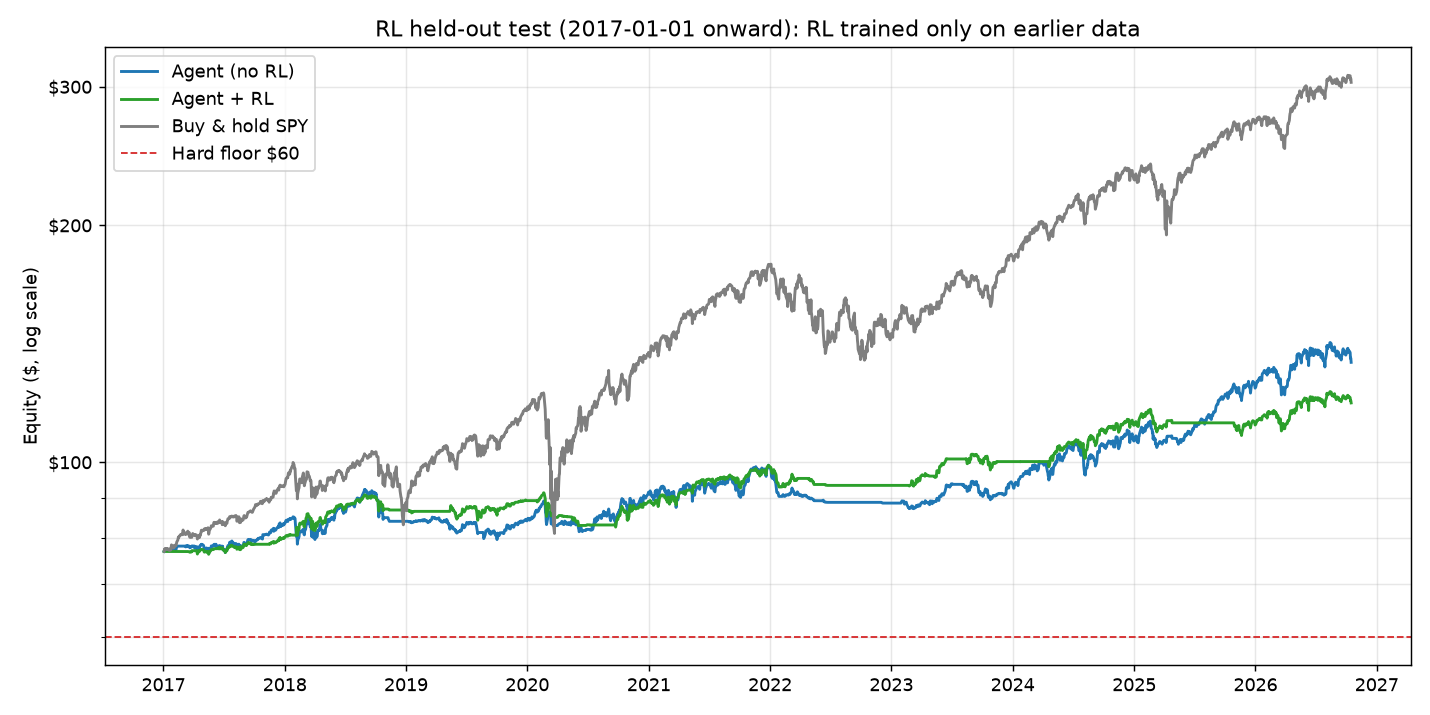 RL held-out test (2017-01-01 onward): RL trained only on earlier data
Agent (no RL)
Agent + RL
Buy & hold SPY
Hard floor $60
Equity ($, log scale)
$300
$200
$100
2017 2018 2019 2020 2021 2022 2023 2024 2025 2026 2027